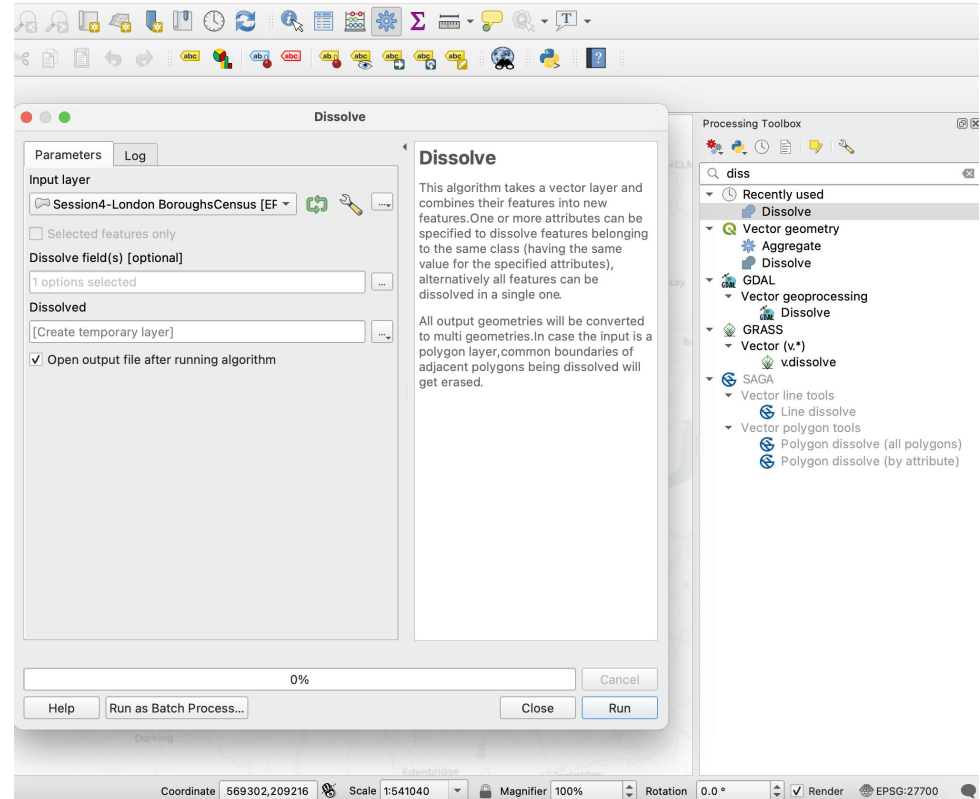 T
abc
ab
abc
ab
abc
abc
abc
abc
?
Dissolve
Processing Toolbox
Parameters
Log
Input layer
Session4-London BoroughsCensus [EF
...
Selected features only
Dissolve field(s) [optional]
1 options selected
...
Dissolved
[Create temporary layer]
...
✓ Open output file after running algorithm
Dissolve
This algorithm takes a vector layer and
combines their features into new
features.One or more attributes can be
specified to dissolve features belonging
to the same class (having the same
value for the specified attributes),
alternatively all features can be
dissolved in a single one.
All output geometries will be converted
to multi geometries.In case the input is a
polygon layer,common boundaries of
adjacent polygons being dissolved will
get erased.
0%
Cancel
Help
Run as Batch Process...
Close
Run
diss
Recently used
Dissolve
Vector geometry
Aggregate
Dissolve
GDAL
Vector geoprocessing
Dissolve
GRASS
Vector (v.*)
v.dissolve
SAGA
Vector line tools
Line dissolve
Vector polygon tools
Polygon dissolve (all polygons)
Polygon dissolve (by attribute)
Dorking
Edenbridge
Coordinate 569302,209216 Scale 1:541040 Magnifier 100% Rotation 0.0 ° ✓ Render EPSG:27700